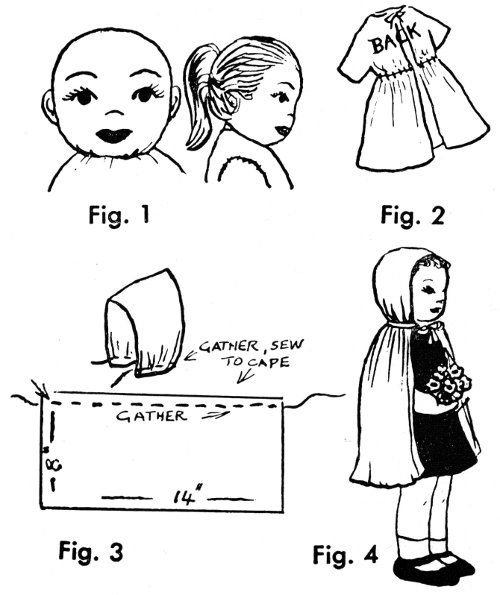 BACK
Fig. 1
Fig. 2
GATHER, SEW
TO CAPE
GATHER
8"
14"
Fig. 3
Fig. 4